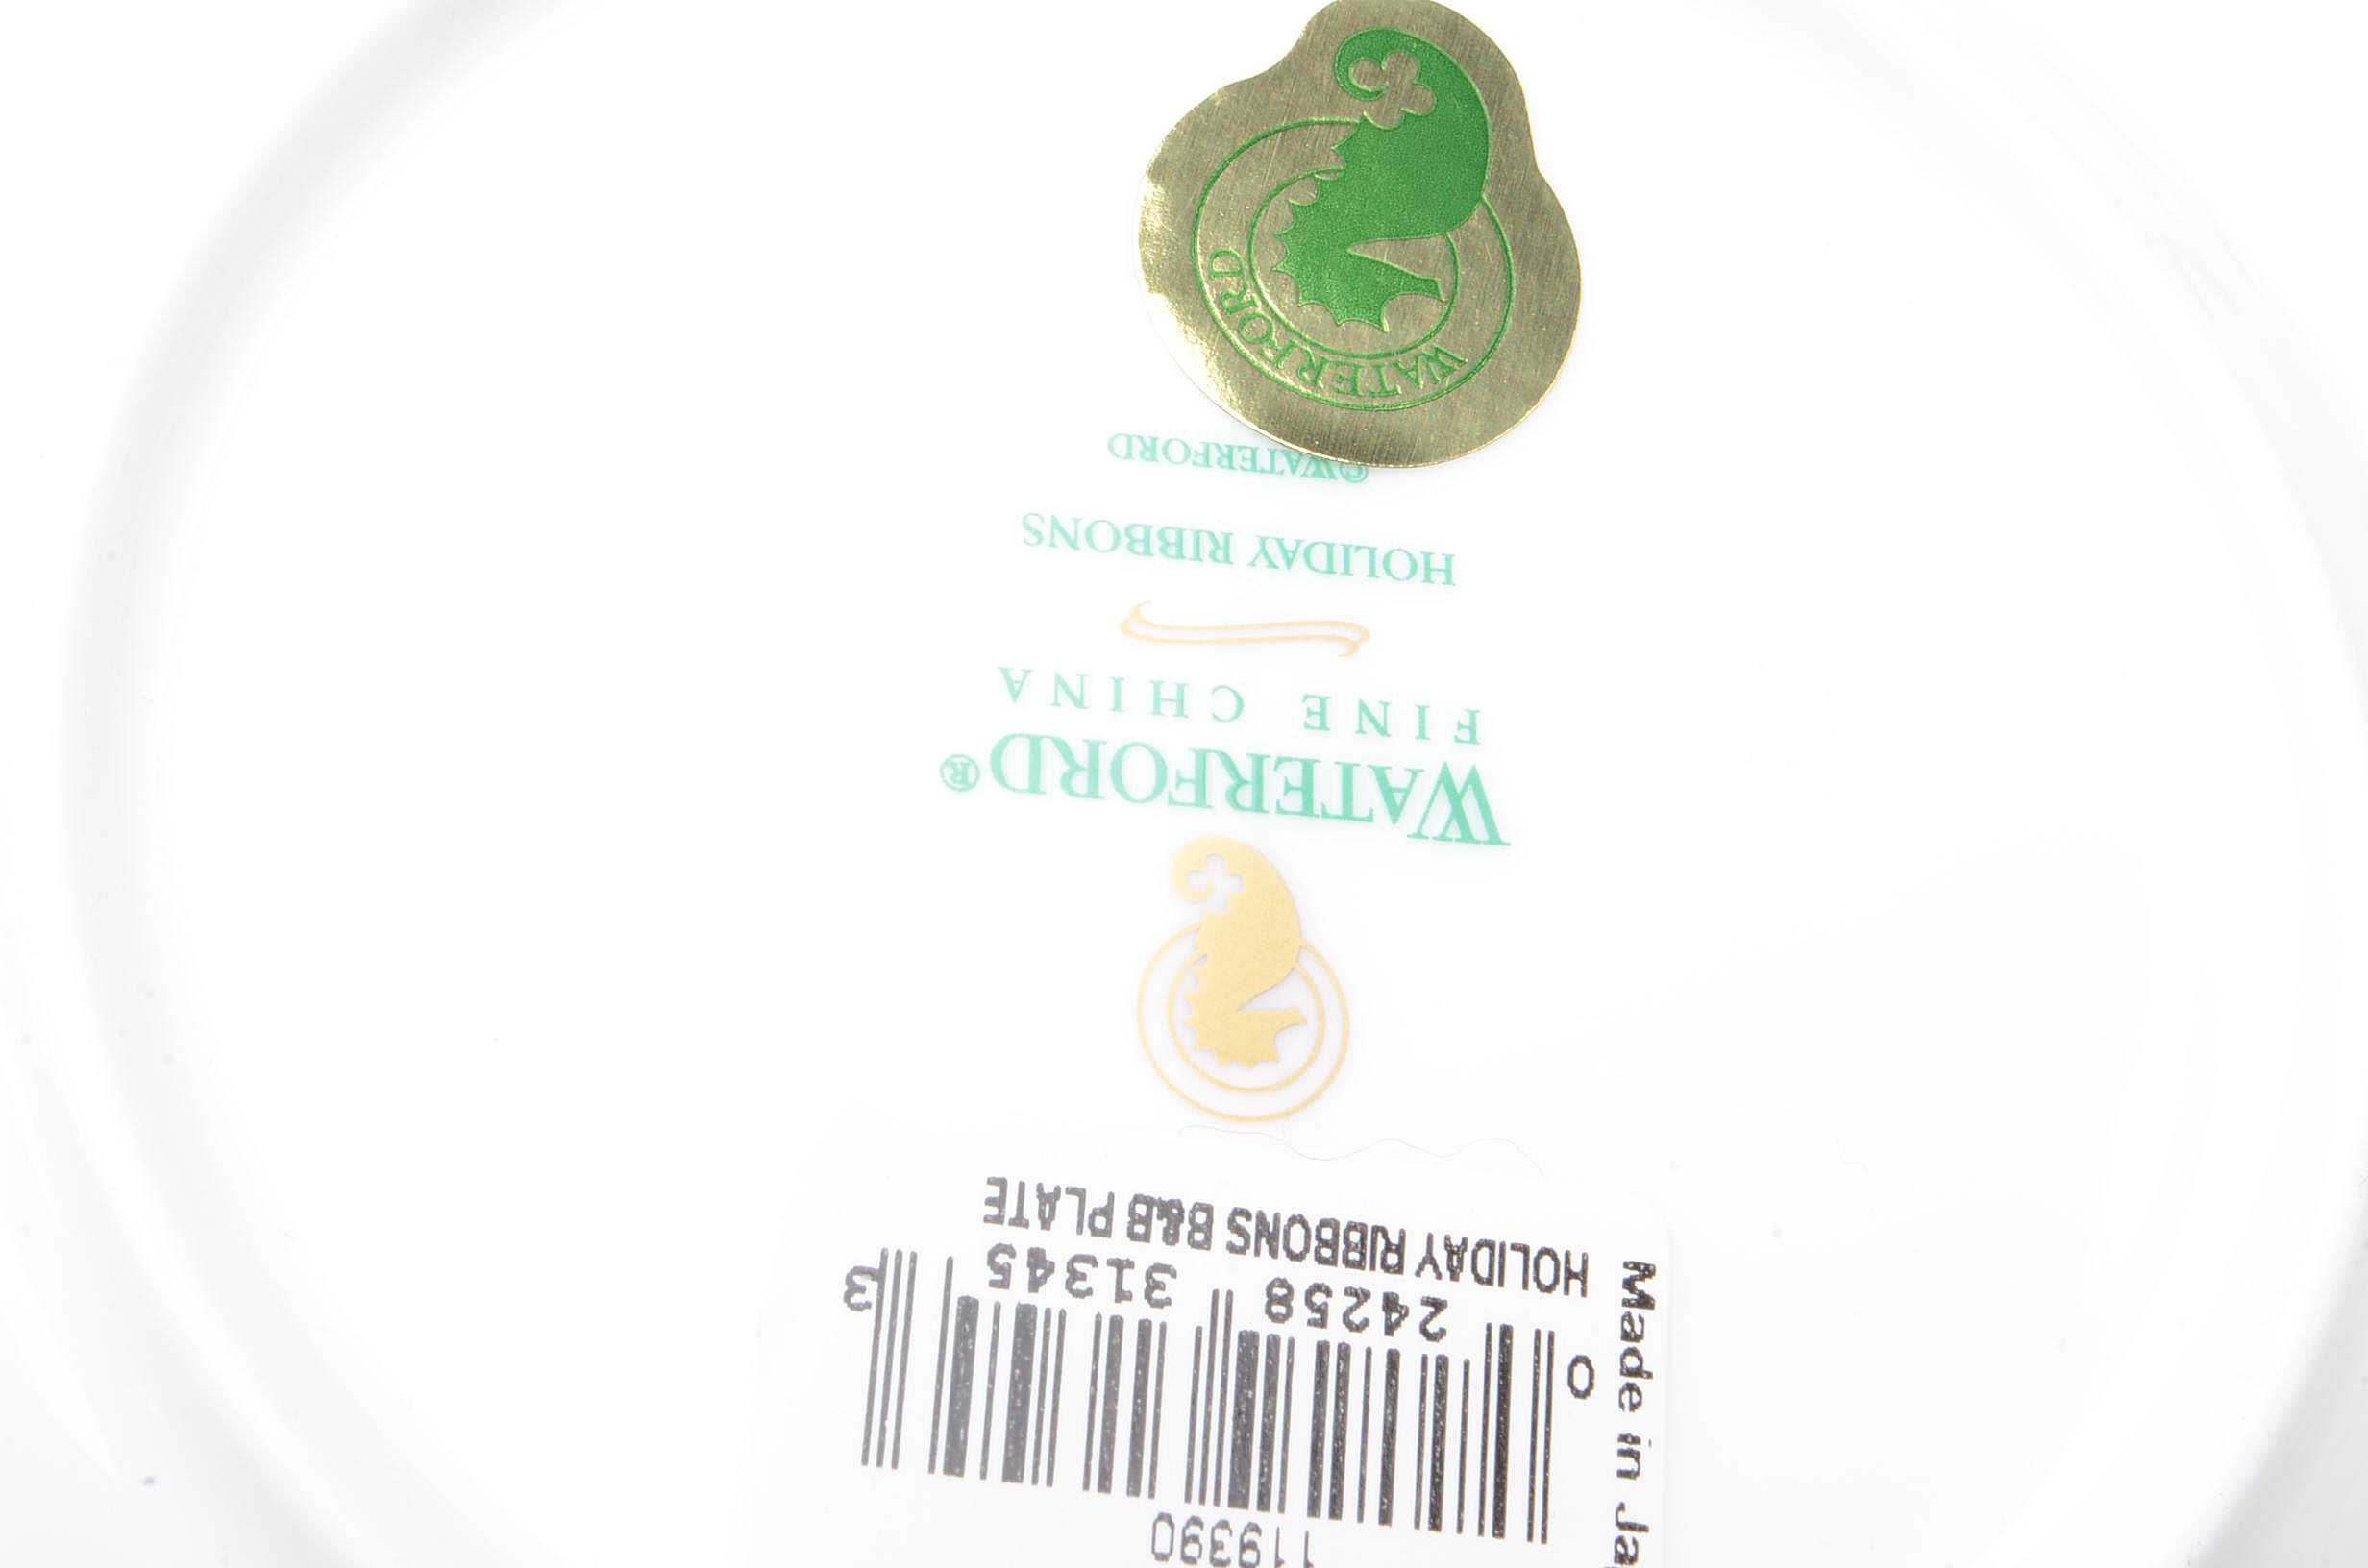 119390
0 24258 31345 3
HOLIDAY RIBBONS B&B PLATE
Made in Ja
WATERFORD®
FINE CHINA
HOLIDAY RIBBONS
©WATERFORD
WATERFORD